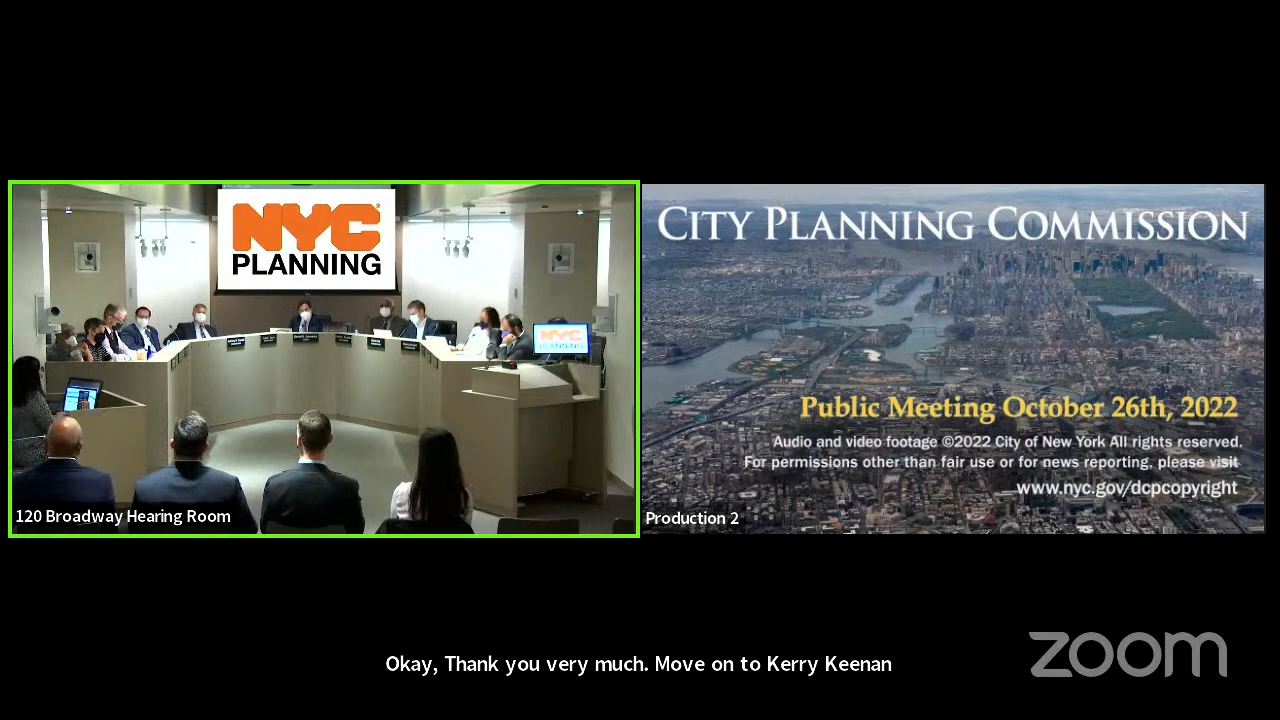 NYC
PLANNING
NYC
PLANNING
120 Broadway Hearing Room
CITY PLANNING COMMISSION
Public Meeting October 26th, 2022
Audio and video footage ©2022 City of New York All rights reserved.
For permissions other than fair use or for news reporting, please visit
www.nyc.gov/dcpcopyright
Production 2
Okay, Thank you very much. Move on to Kerry Keenan
zoom